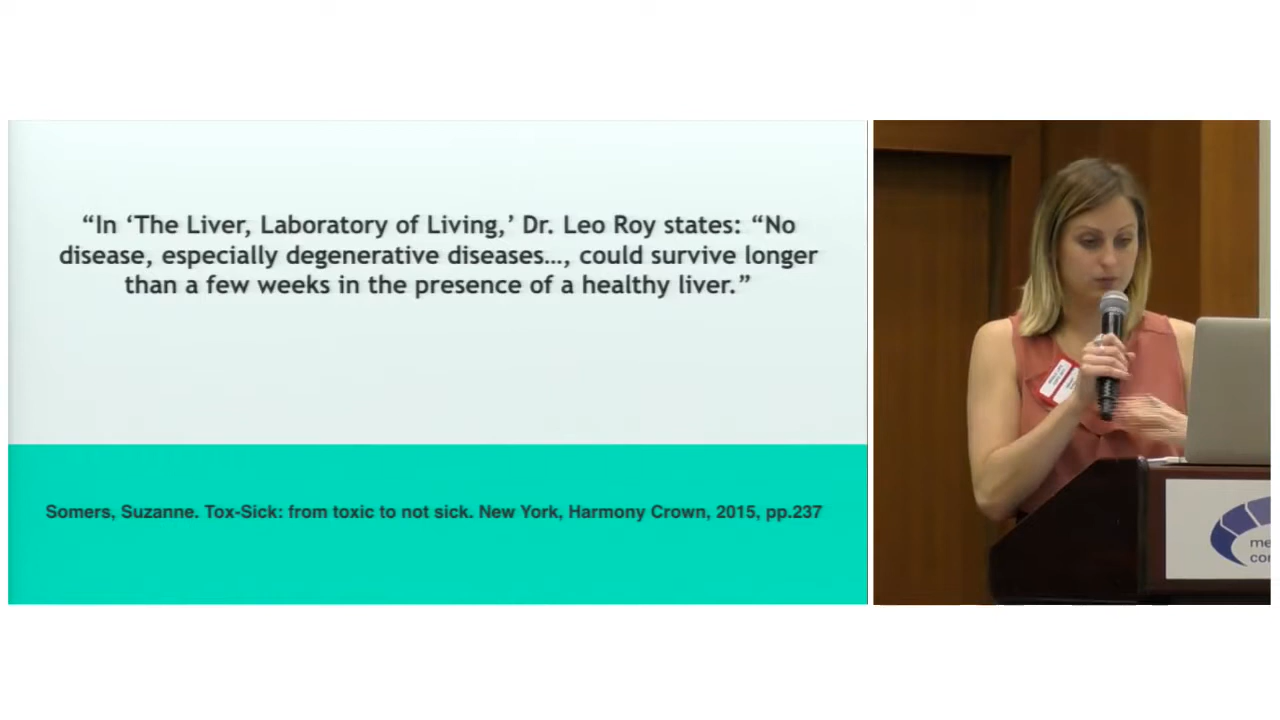 “In ‘The Liver, Laboratory of Living,’ Dr. Leo Roy states: “No
disease, especially degenerative diseases…, could survive longer
than a few weeks in the presence of a healthy liver.”
Somers, Suzanne. Tox-Sick: from toxic to not sick. New York, Harmony Crown, 2015, pp.237
me
co